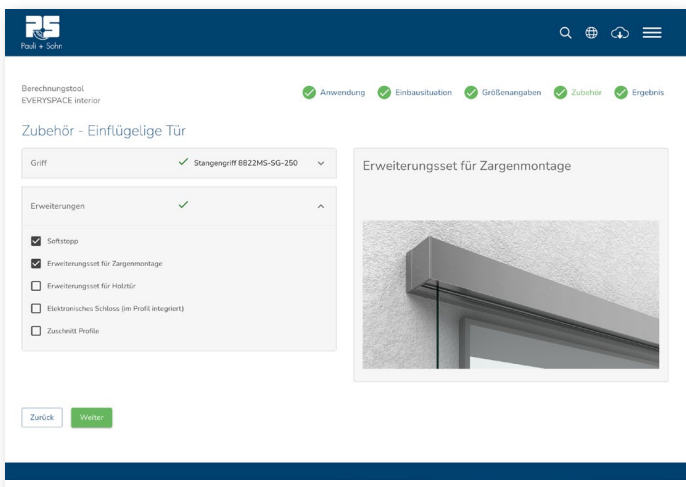 PS
Pauli + Sohn
Berechnungstool
EVERYSPACE interior
Anwendung
Einbausituation
Größenangaben
Zubehör
Ergebnis
Zubehör - Einflügelige Tür
Griff
Stangengriff 8822MS-SG-250
Erweiterungsset für Zargenmontage
Erweiterungen
Softstopp
Erweiterungsset für Zargenmontage
Erweiterungsset für Holztür
Elektronisches Schloss (im Profil integriert)
Zuschnitt Profile
Zurück
Weiter